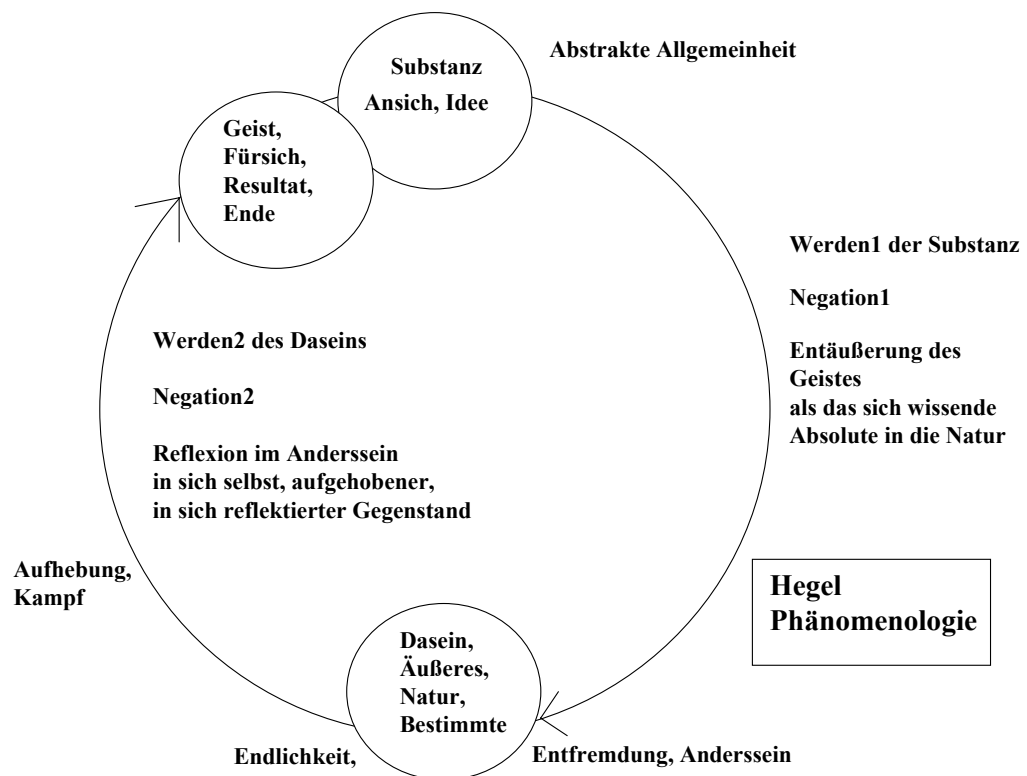 Abstrakte Allgemeinheit
Substanz
Ansich, Idee
Geist,
Fürsich,
Resultat,
Ende
Werden1 der Substanz
Negation1
Entäußerung des
Geistes
als das sich wissende
Absolute in die Natur
Werden2 des Daseins
Negation2
Reflexion im Anderssein
in sich selbst, aufgehobener,
in sich reflektierter Gegenstand
Aufhebung,
Kampf
Hegel
Phänomenologie
Dasein,
Äußeres,
Natur,
Bestimmte
Endlichkeit,
Entfremdung, Anderssein